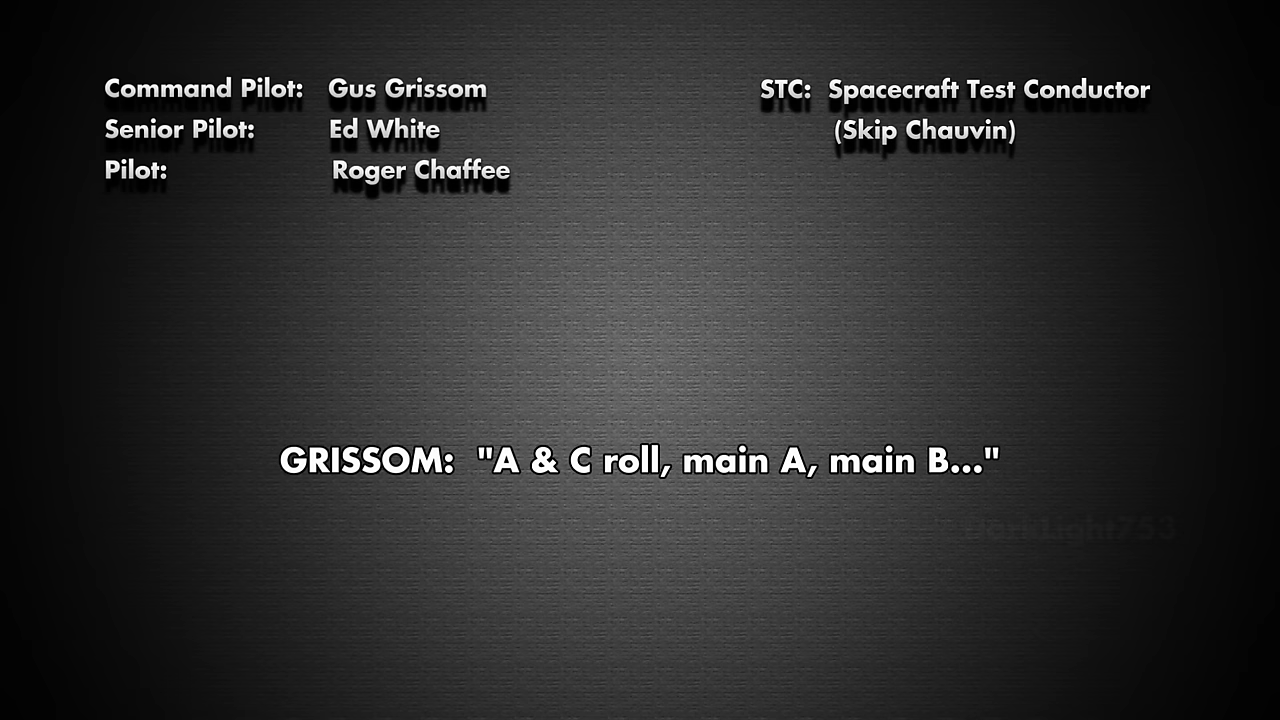 Command Pilot: Gus Grissom
Senior Pilot: Ed White
Pilot: Roger Chaffee
STC: Spacecraft Test Conductor
(Skip Chauvin)
GRISSOM: "A & C roll, main A, main B..."
DarkLight753